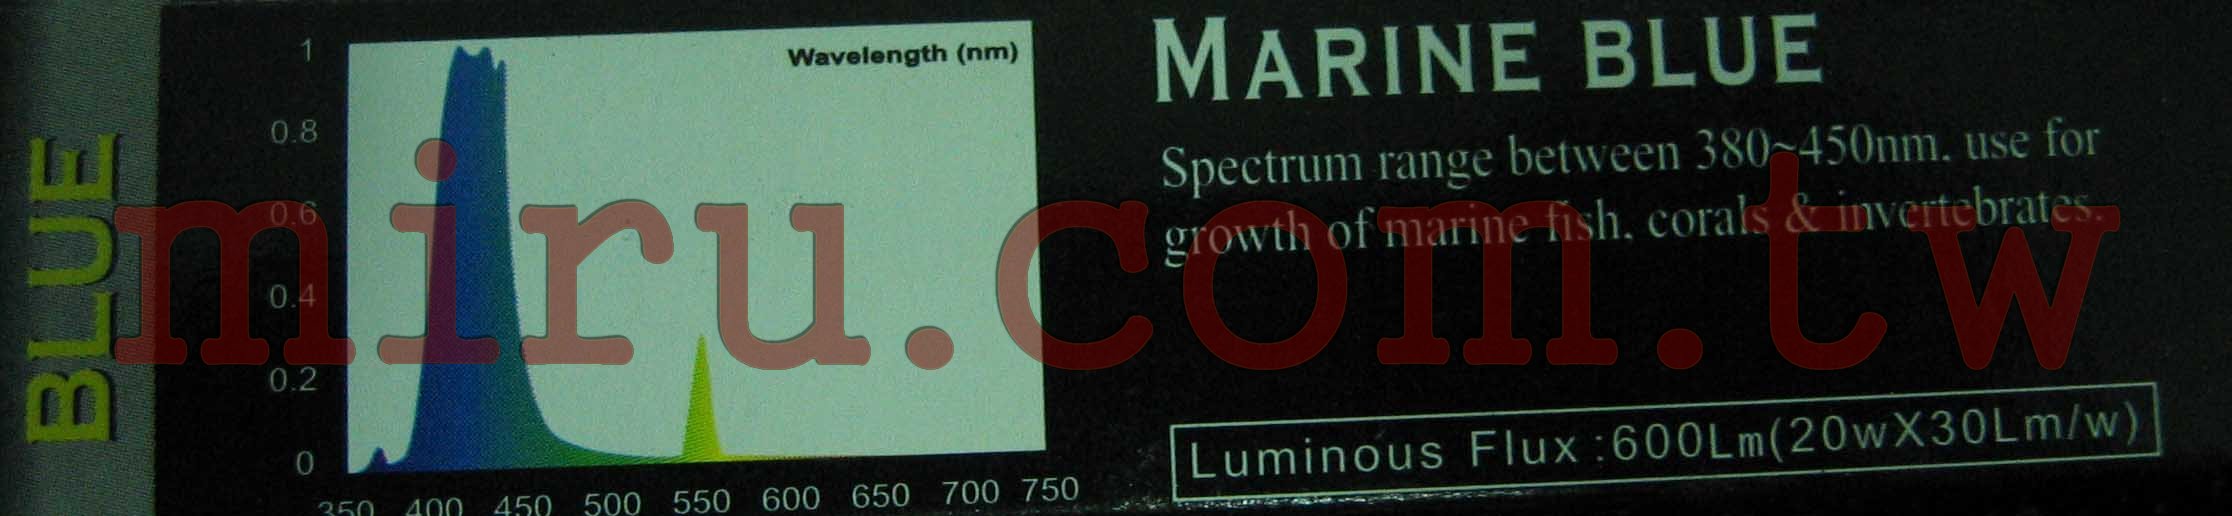 BLUE
Wavelength (nm)
1
0.8
0.6
0.4
0.2
0
350 400 450 500 550 600 650 700 750
MARINE BLUE
Spectrum range between 380~450nm. use for
growth of marine fish, corals & invertebrates.
Luminous Flux :600Lm(20wX30Lm/w)
miru.com.tw